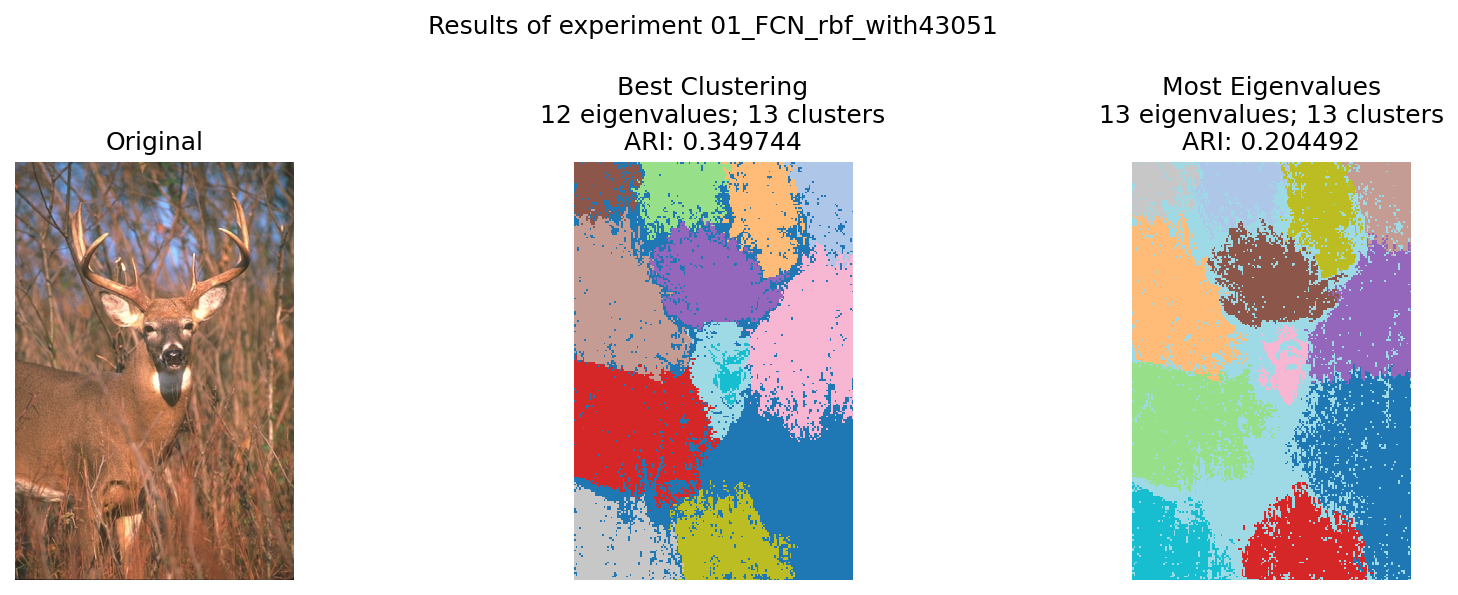 Results of experiment 01_FCN_rbf_with43051
Original
Best Clustering
12 eigenvalues; 13 clusters
ARI: 0.349744
Most Eigenvalues
13 eigenvalues; 13 clusters
ARI: 0.204492